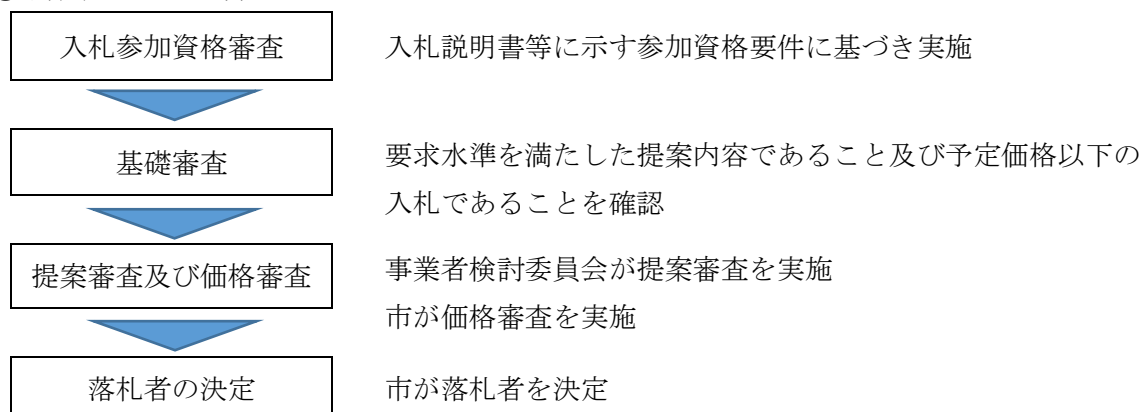 入札参加資格審査 入札説明書等に示す参加資格要件に基づき実施
基礎審査 要求水準を満たした提案内容であること及び予定価格以下の
入札であることを確認
提案審査及び価格審査 事業者検討委員会が提案審査を実施
市が価格審査を実施
落札者の決定 市が落札者を決定